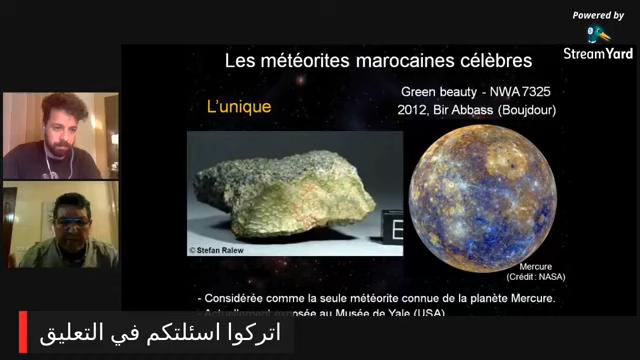 Powered by
StreamYard
Les météorites marocaines célèbres
Green beauty - NWA 7325
2012, Bir Abbass (Boujdour)
L'unique
E
© Stefan Ralew
Mercure
(Crédit : NASA)
- Considérée comme la seule météorite connue de la planète Mercure.
- Actuellement exposée au Musée de Yale (USA)
اتركوا اسئلتكم في التعليق